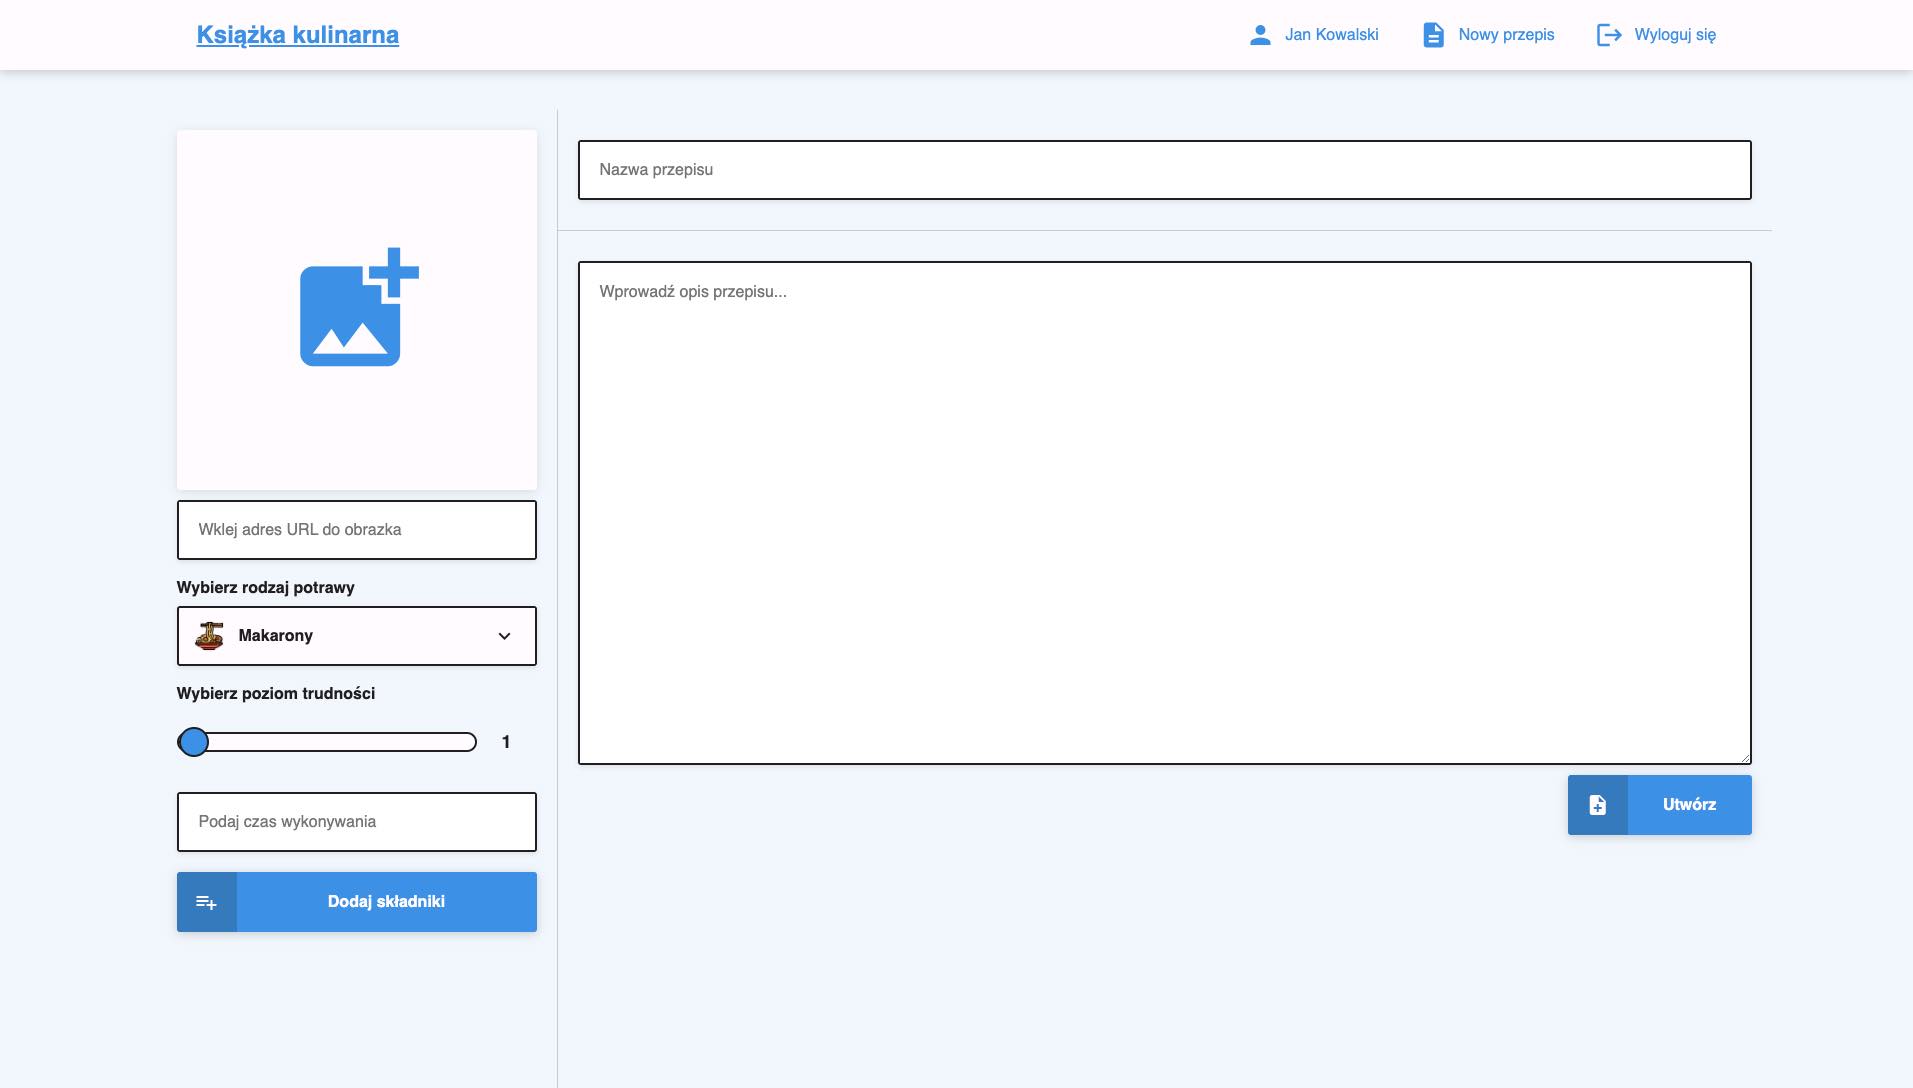 Książka kulinarna
Jan Kowalski
Nowy przepis
Wyloguj się
Wklej adres URL do obrazka
Wybierz rodzaj potrawy
Makarony
Wybierz poziom trudności
1
Podaj czas wykonywania
Dodaj składniki
Nazwa przepisu
Wprowadź opis przepisu...
Utwórz